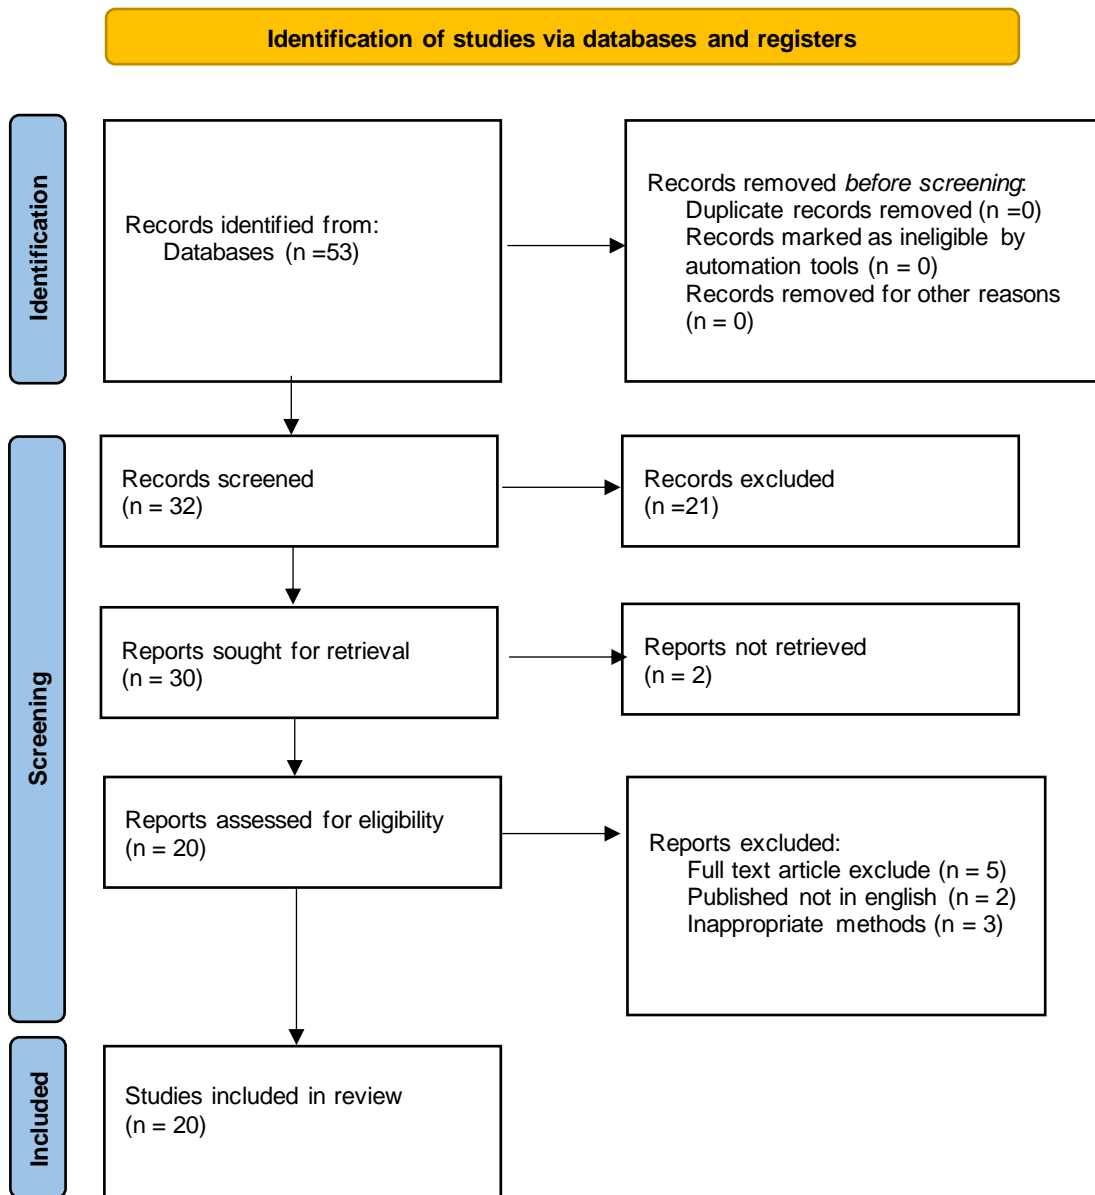 Identification of studies via databases and registers
Identification
Records identified from:
Databases (n =53)
Records removed before screening:
Duplicate records removed (n =0)
Records marked as ineligible by
automation tools (n = 0)
Records removed for other reasons
(n = 0)
Screening
Records screened
(n = 32)
Records excluded
(n =21)
Reports sought for retrieval
(n = 30)
Reports not retrieved
(n = 2)
Reports assessed for eligibility
(n = 20)
Reports excluded:
Full text article exclude (n = 5)
Published not in english (n = 2)
Inappropriate methods (n = 3)
Included
Studies included in review
(n = 20)